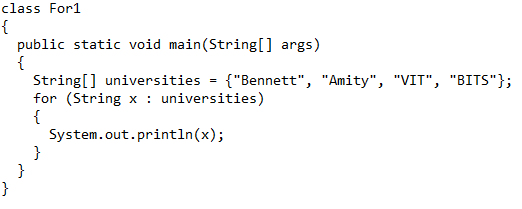 class For1
{
  public static void main(String[] args)
  {
    String[] universities = {"Bennett", "Amity", "VIT", "BITS"};
    for (String x : universities)
    {
      System.out.println(x);
    }
  }
}